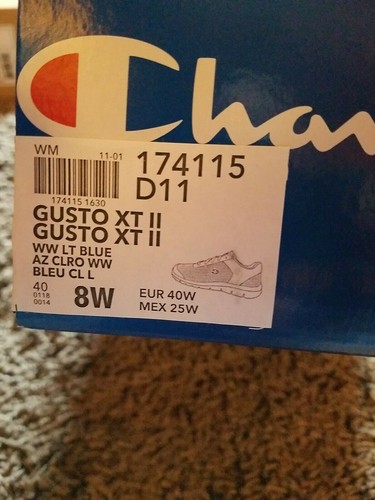 Cham
WM 11-01
174115 1630
174115
D11
GUSTO XT II
GUSTO XT II
WW LT BLUE
AZ CLRO WW
BLEU CL L
40
0118
0014
8W
EUR 40W
MEX 25W